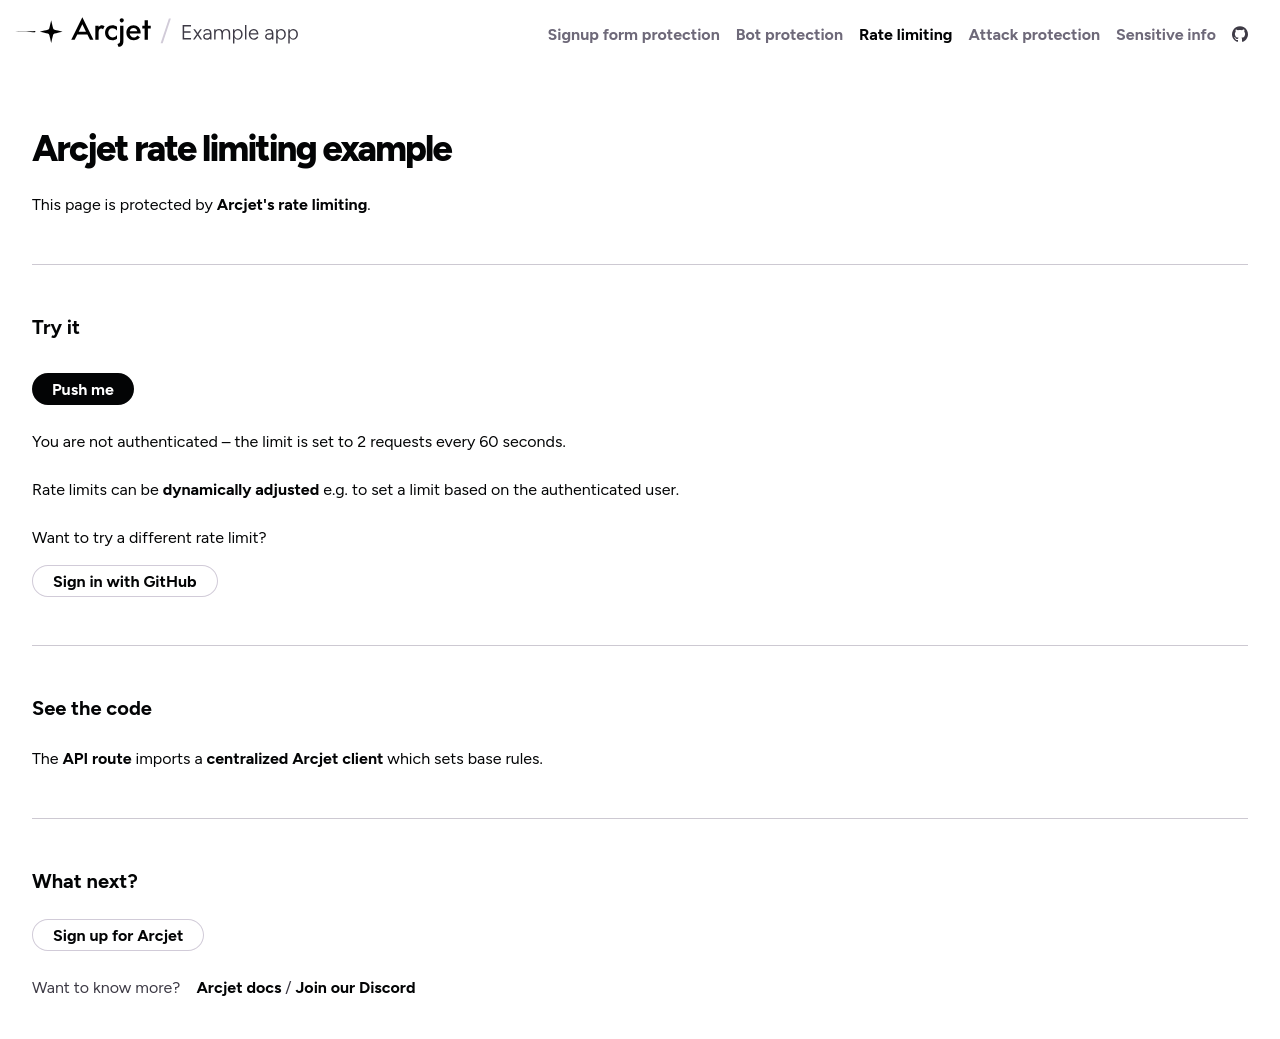 Arcjet / Example app
Signup form protection Bot protection Rate limiting Attack protection Sensitive info
Arcjet rate limiting example
This page is protected by Arcjet's rate limiting.
Try it
Push me
You are not authenticated – the limit is set to 2 requests every 60 seconds.
Rate limits can be dynamically adjusted e.g. to set a limit based on the authenticated user.
Want to try a different rate limit?
Sign in with GitHub
See the code
The API route imports a centralized Arcjet client which sets base rules.
What next?
Sign up for Arcjet
Want to know more? Arcjet docs / Join our Discord